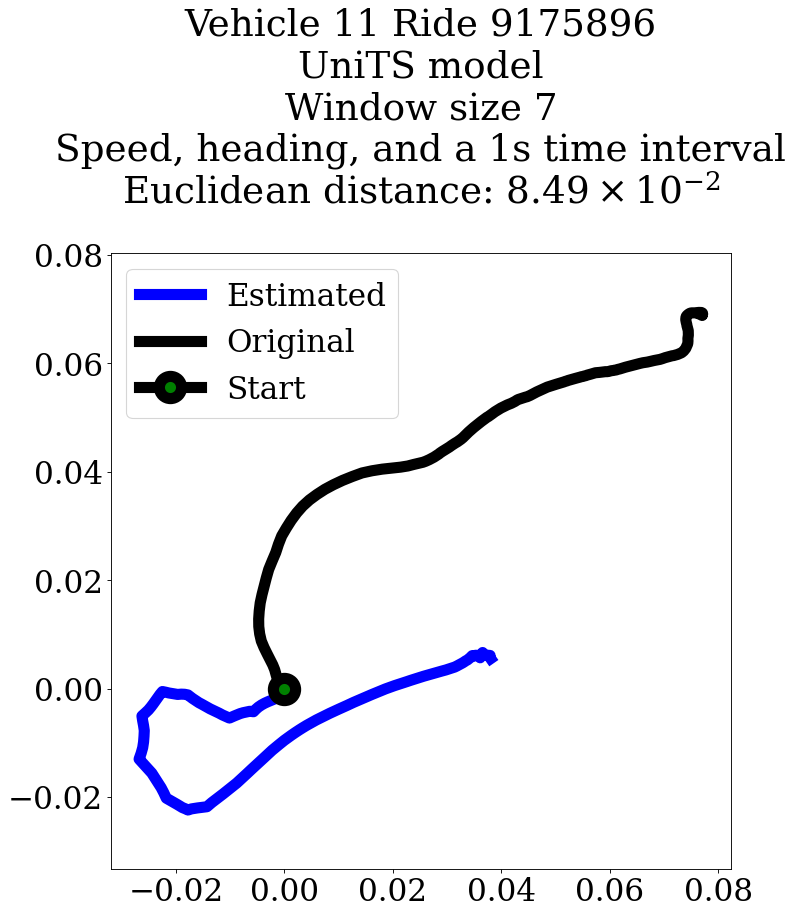 Vehicle 11 Ride 9175896
UniTS model
Window size 7
Speed, heading, and a 1s time interval
Euclidean distance: 8.49 × 10⁻²
0.08
Estimated
Original
0.06
Start
0.04
0.02
0.00
−0.02
−0.02 0.00 0.02 0.04 0.06 0.08